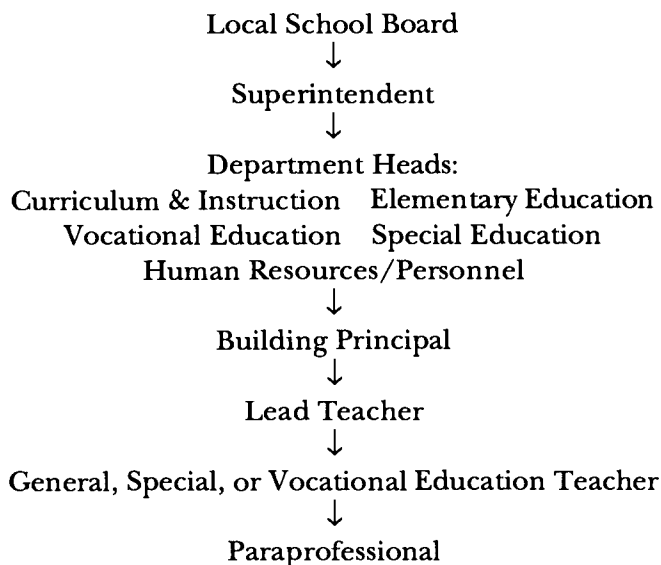 Local School Board
↓
Superintendent
↓
Department Heads:
Curriculum & Instruction Elementary Education
Vocational Education Special Education
Human Resources/Personnel
↓
Building Principal
↓
Lead Teacher
↓
General, Special, or Vocational Education Teacher
↓
Paraprofessional